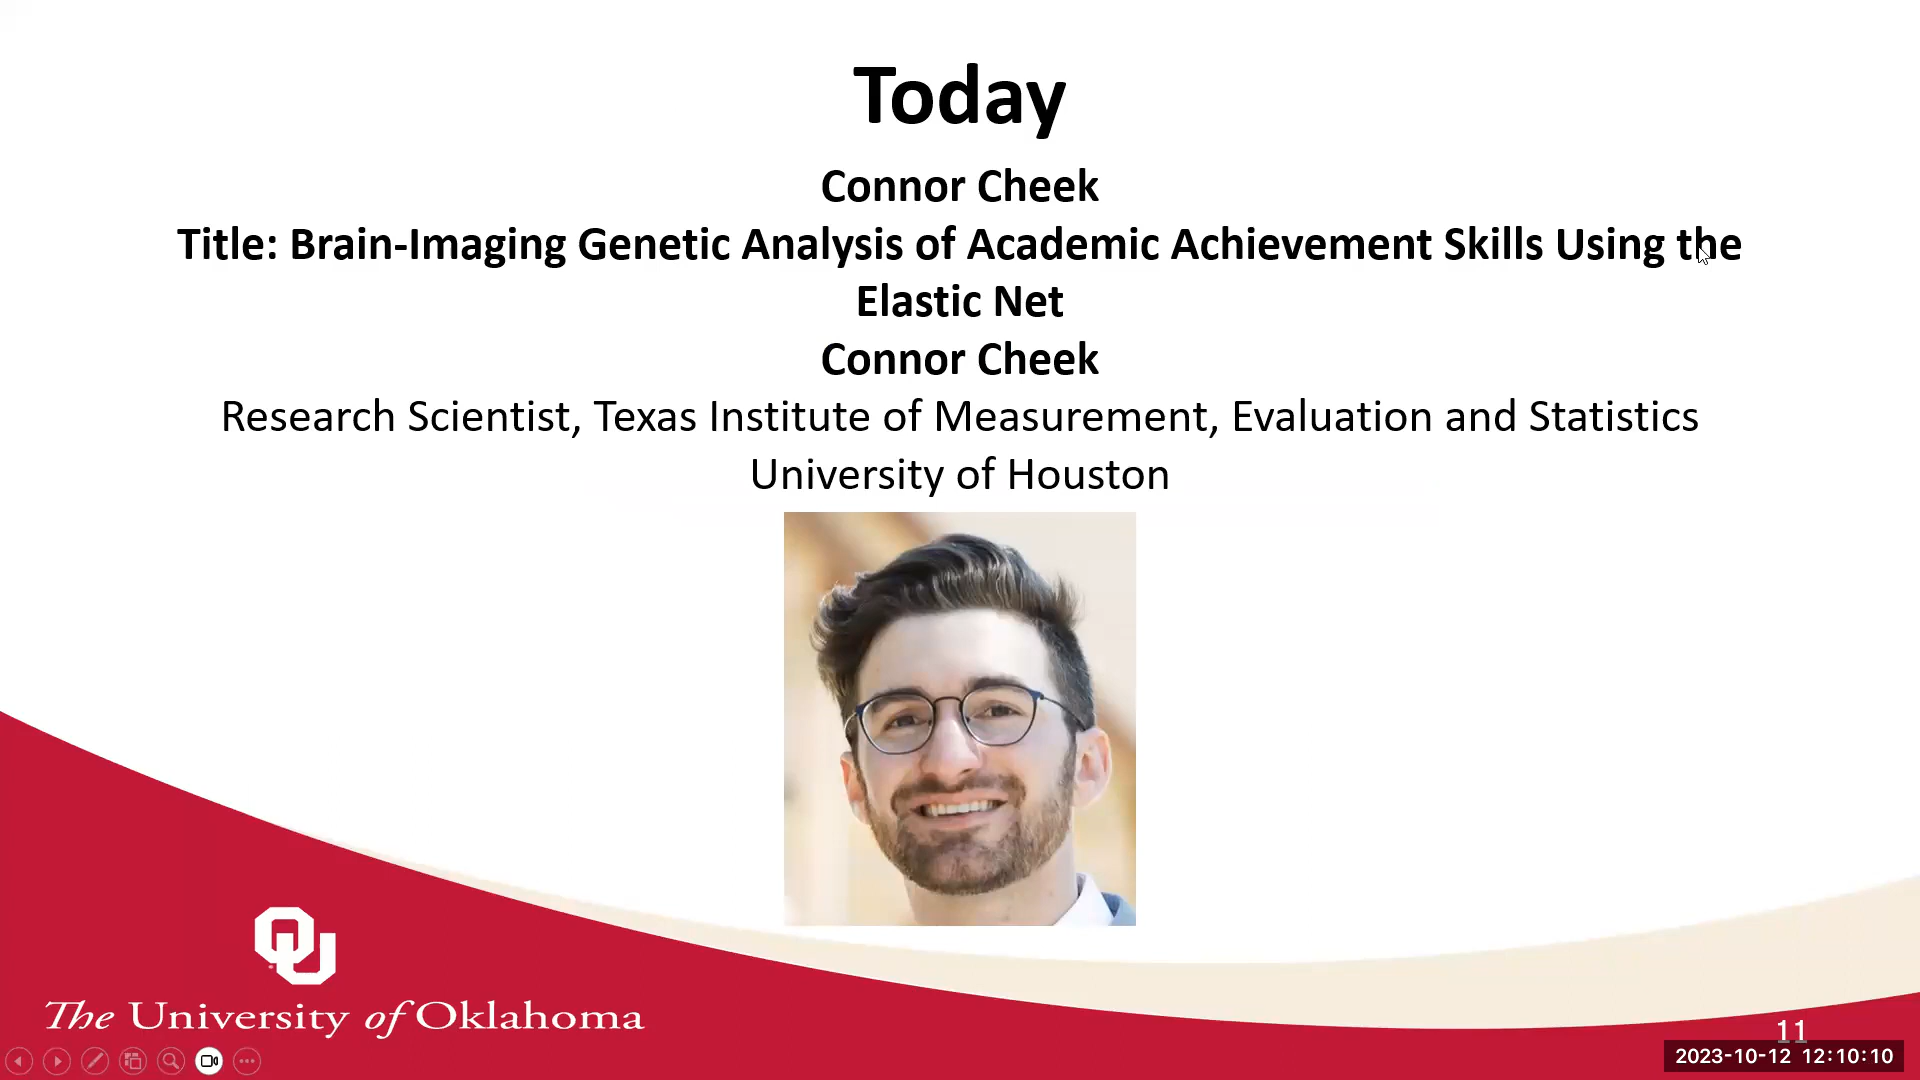 Today
Connor Cheek
Title: Brain-Imaging Genetic Analysis of Academic Achievement Skills Using the
Elastic Net
Connor Cheek
Research Scientist, Texas Institute of Measurement, Evaluation and Statistics
University of Houston
OU
The University of Oklahoma
11
2023-10-12 12:10:10